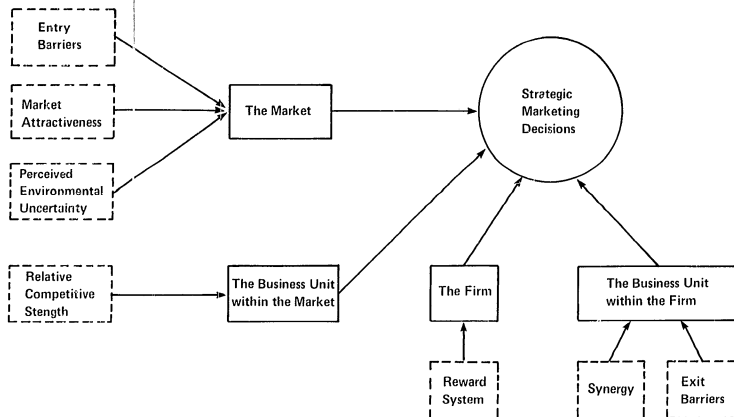 Entry
Barriers
Market
Attractiveness
Perceived
Environmental
Uncertainty
The Market
Strategic
Marketing
Decisions
Relative
Competitive
Stength
The Business Unit
within the Market
The Firm
The Business Unit
within the Firm
Reward
System
Synergy
Exit
Barriers